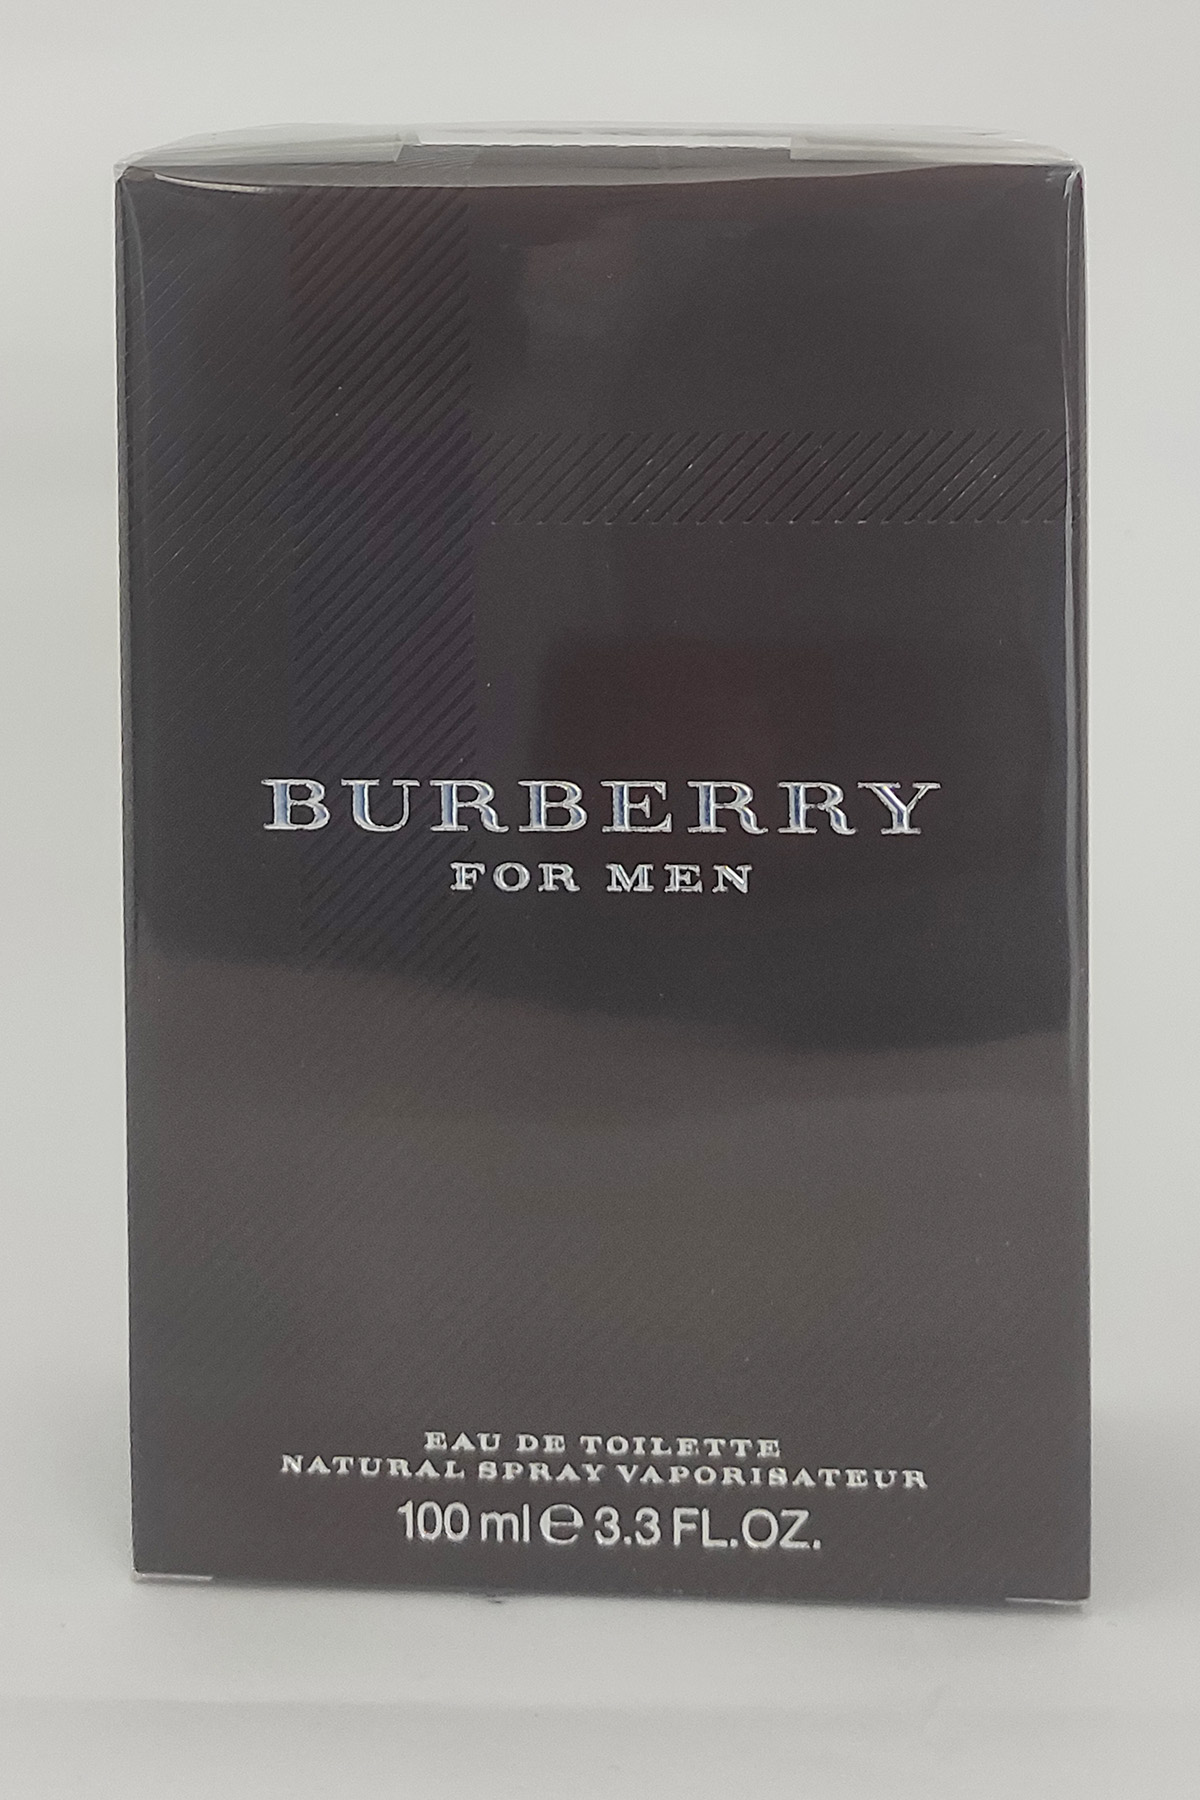 BURBERRY
FOR MEN
EAU DE TOILETTE
NATURAL SPRAY VAPORISATEUR
100 ml ℮ 3.3 FL.OZ.